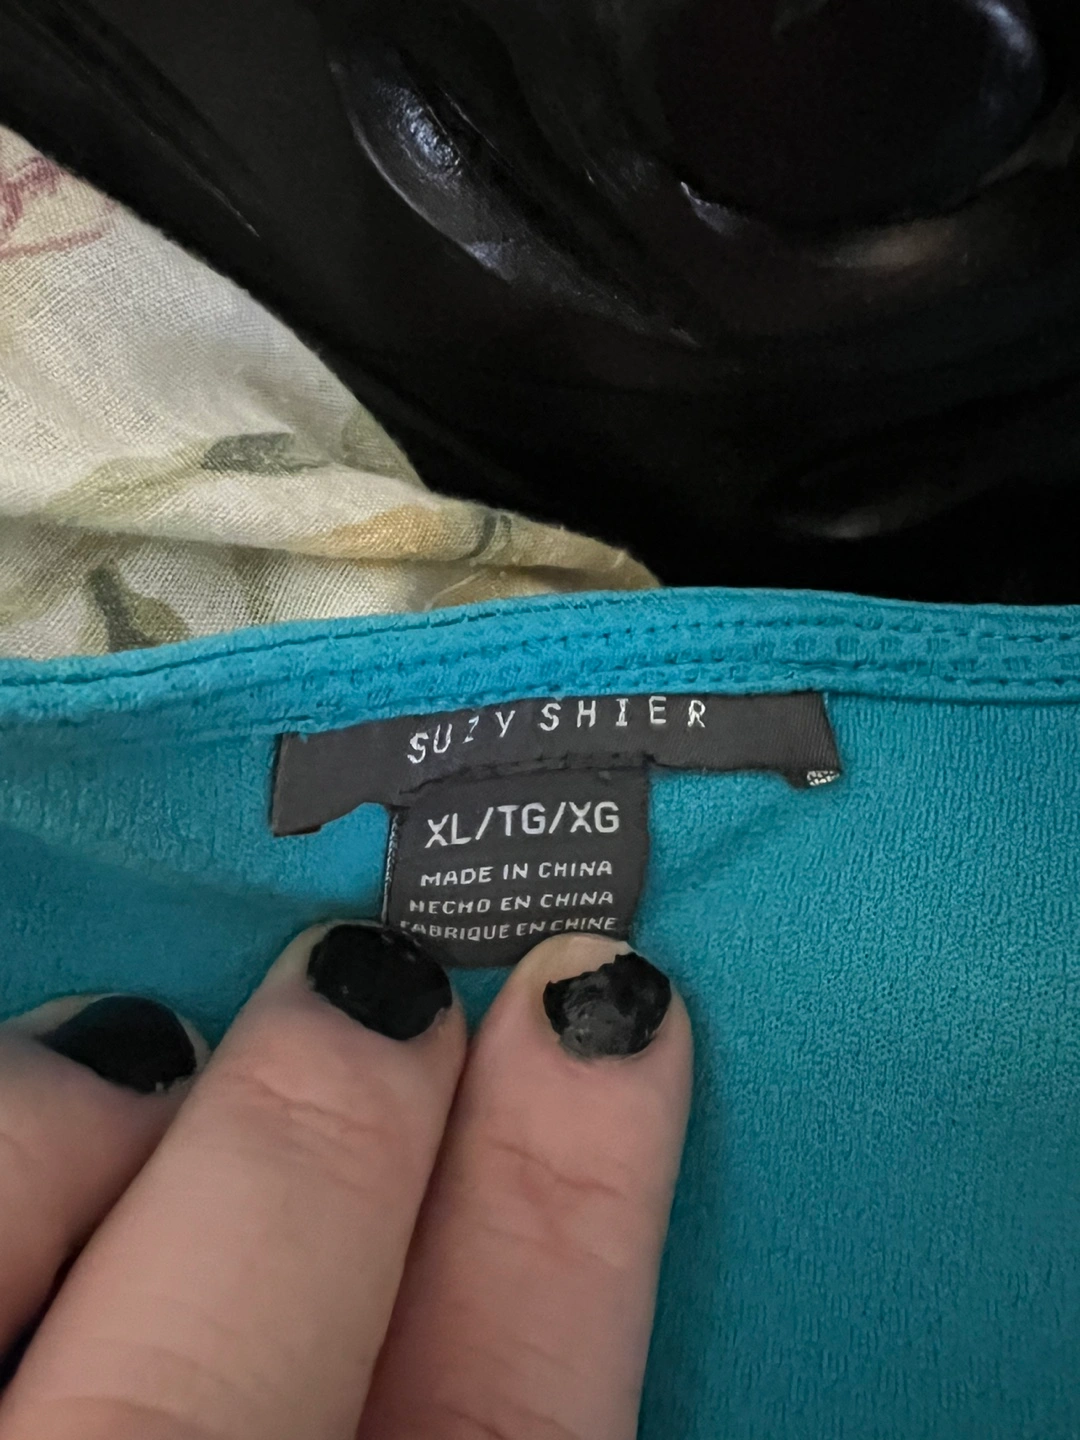 SUZY SHIER
XL/TG/XG
MADE IN CHINA
HECHO EN CHINA
FABRIQUE EN CHINE